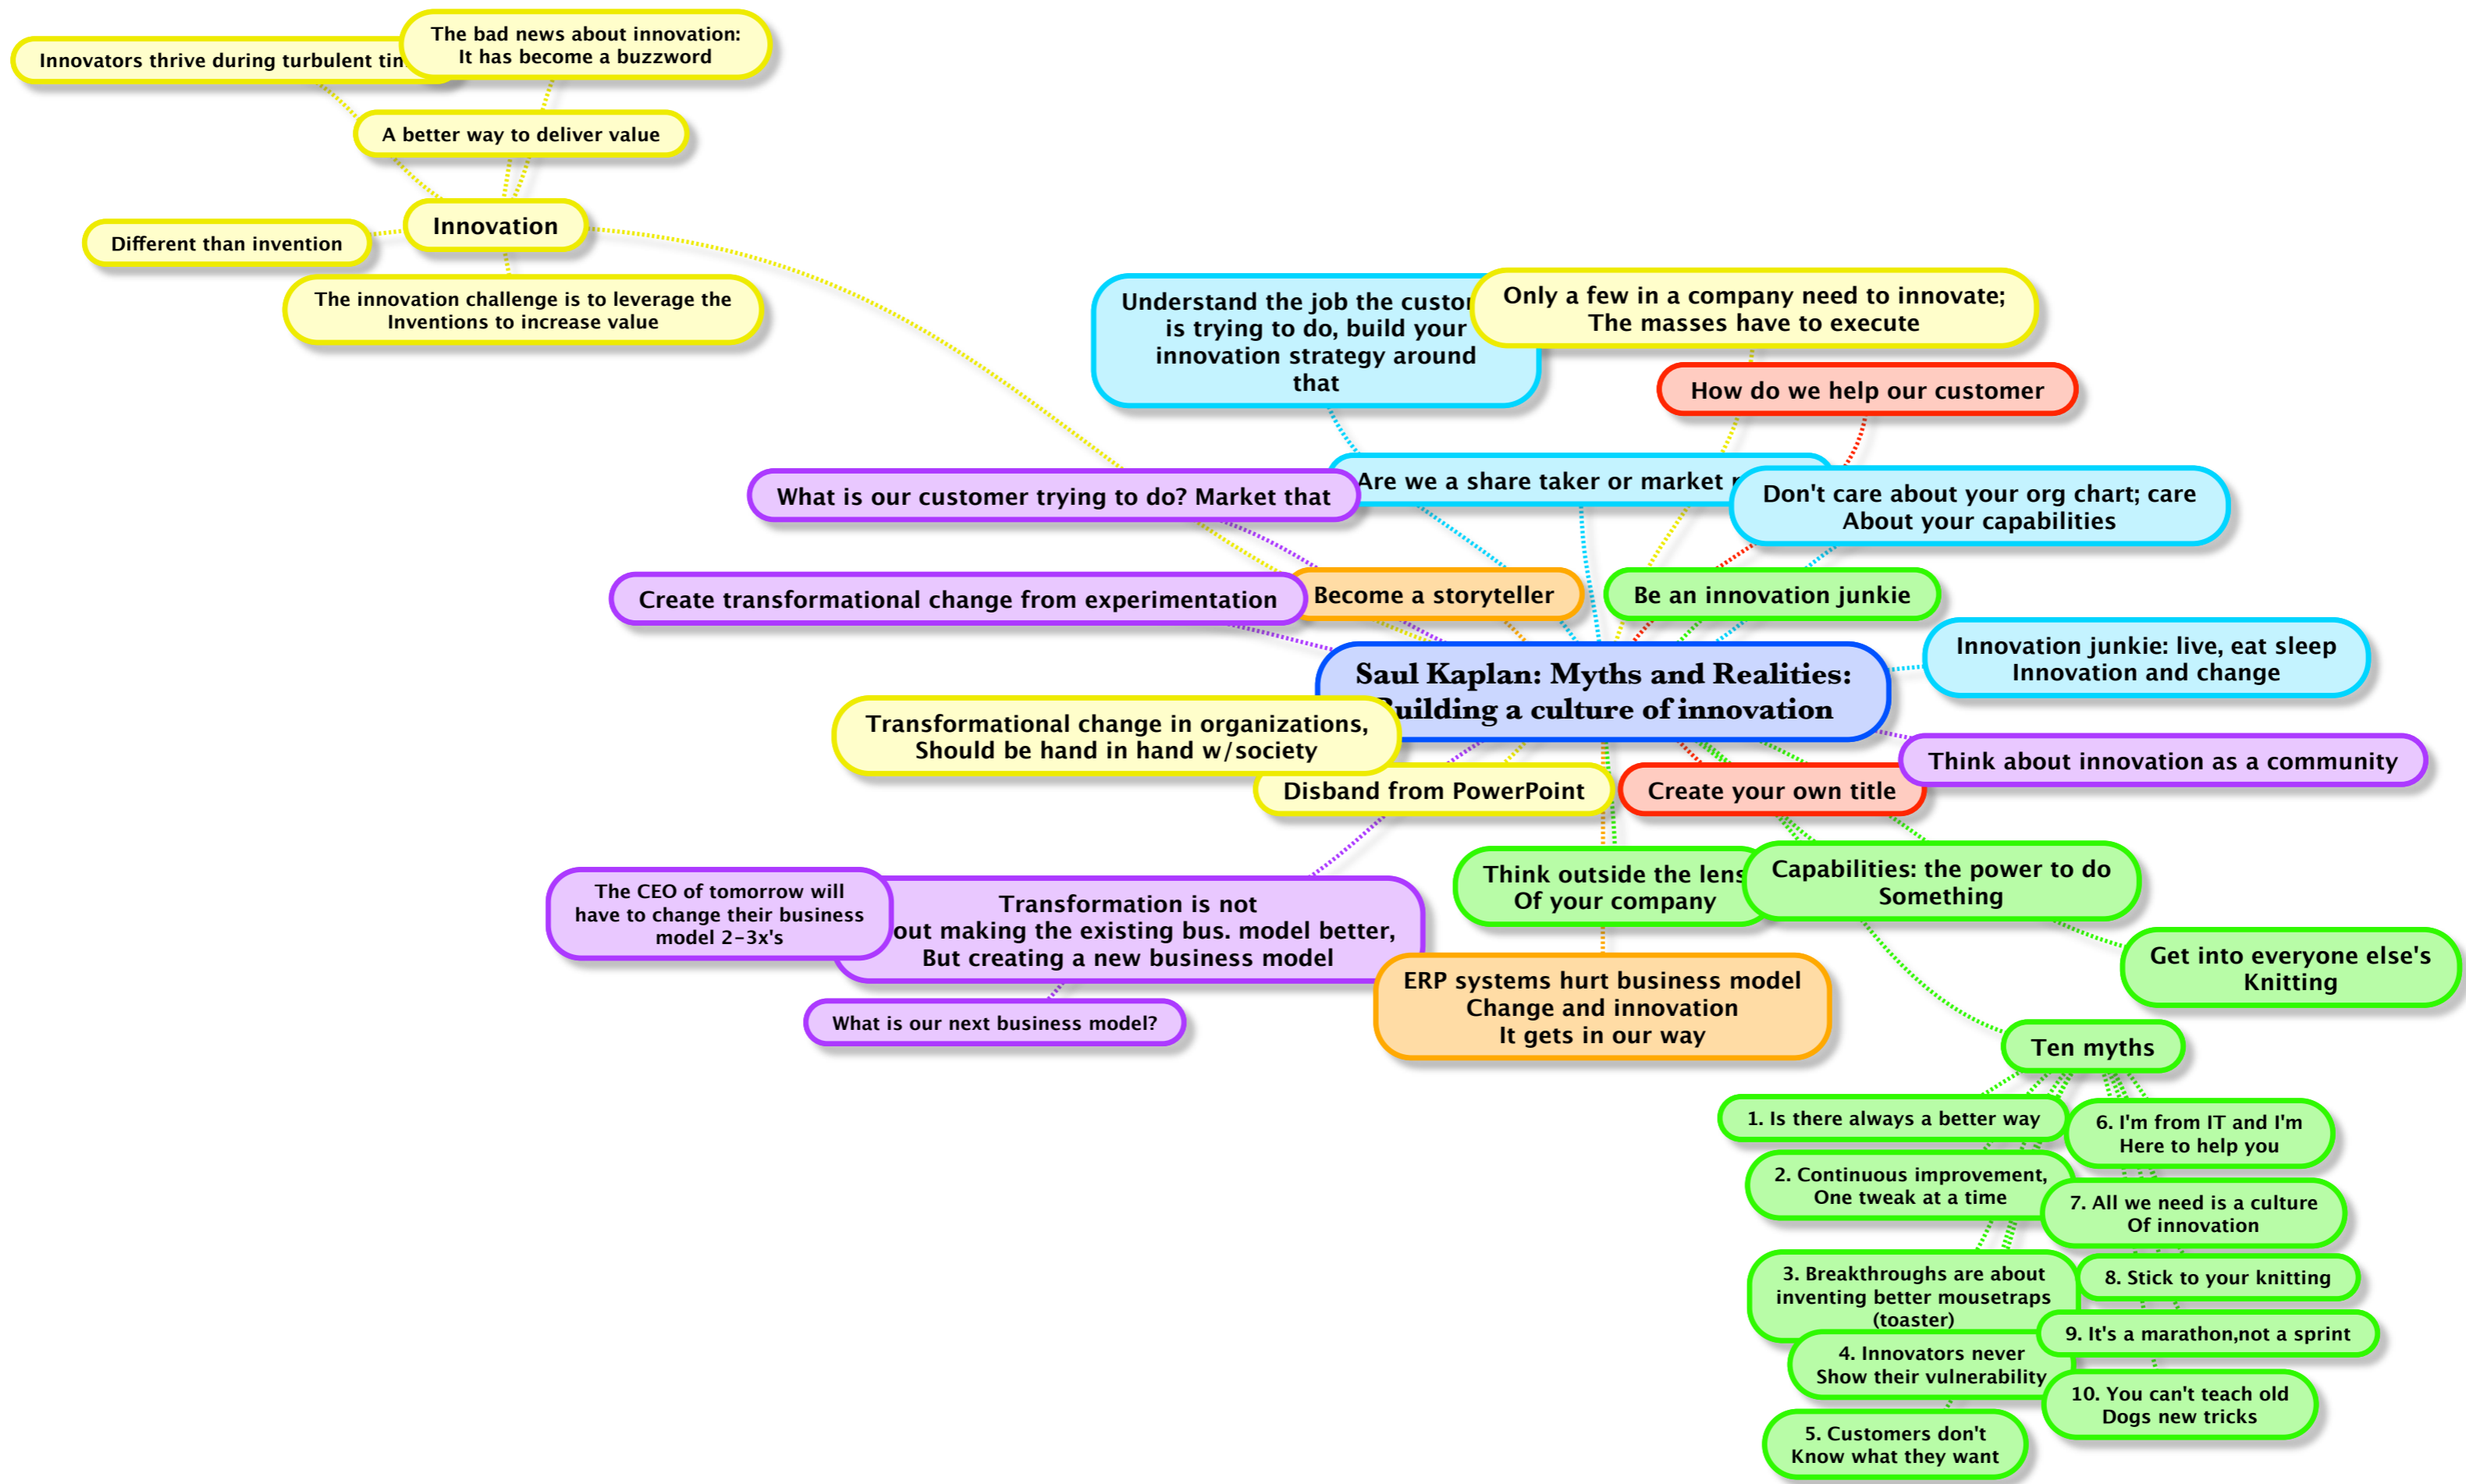 The bad news about innovation:
It has become a buzzword
Innovators thrive during turbulent
A better way to deliver value
Innovation
Different than invention
The innovation challenge is to leverage the
Inventions to increase value
Understand the job the
is trying to do, build your
innovation strategy around
that
Only a few in a company need to innovate;
The masses have to execute
How do we help our customer
What is our customer trying to do? Market that
Are we a share taker or market
Don't care about your org chart; care
About your capabilities
Create transformational change from experimentation
Become a storyteller
Be an innovation junkie
Innovation junkie: live, eat sleep
Innovation and change
Saul Kaplan: Myths and Realities:
Building a culture of innovation
Transformational change in organizations,
Should be hand in hand w/society
Think about innovation as a community
Disband from PowerPoint
Create your own title
Think outside the lens
Of your company
Capabilities: the power to do
Something
The CEO of tomorrow will
have to change their business
model 2-3x's
Transformation is not
making the existing bus. model better,
But creating a new business model
What is our next business model?
ERP systems hurt business model
Change and innovation
It gets in our way
Get into everyone else's
Knitting
Ten myths
1. Is there always a better way
2. Continuous improvement,
One tweak at a time
3. Breakthroughs are about
inventing better mousetraps
(toaster)
4. Innovators never
Show their vulnerability
5. Customers don't
Know what they want
6. I'm from IT and I'm
Here to help you
7. All we need is a culture
Of innovation
8. Stick to your knitting
9. It's a marathon,not a sprint
10. You can't teach old
Dogs new tricks